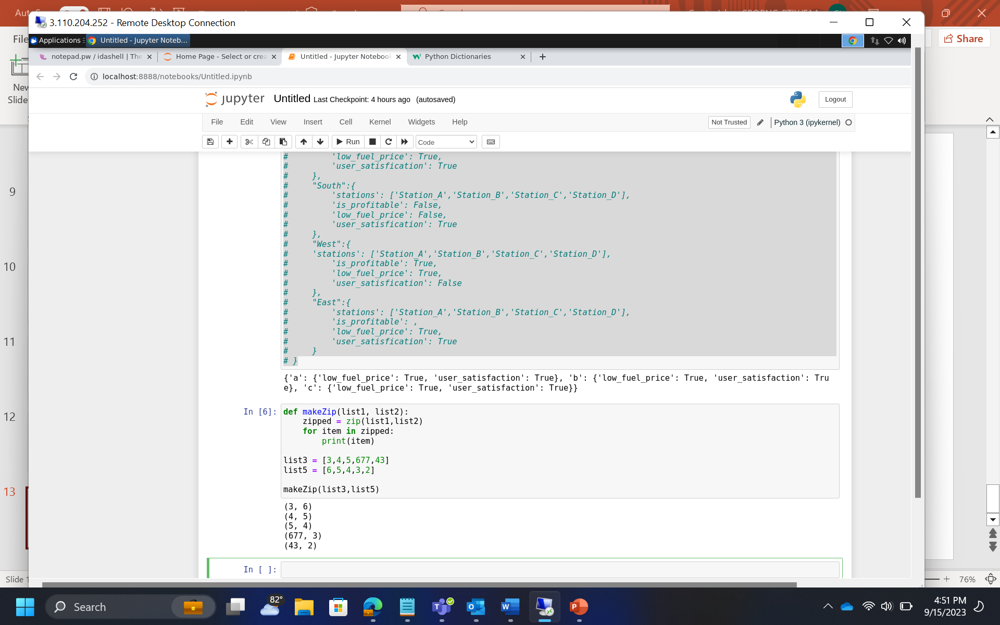 3.110.204.252 - Remote Desktop Connection
File
Share
Applications
Untitled - Jupyter Noteb...
notepad.pw / idashell | The
Home Page - Select or crea
Untitled - Jupyter Notebook
Python Dictionaries
localhost:8888/notebooks/Untitled.ipynb
New
Slide
jupyter Untitled Last Checkpoint: 4 hours ago (autosaved)
Logout
File Edit View Insert Cell Kernel Widgets Help
Not Trusted
Python 3 (ipykernel)
Run
Code
#         'low_fuel_price': True,
#         'user_satisfication': True
#     },
#     "South":{
#         'stations': ['Station_A','Station_B','Station_C','Station_D'],
#         'is_profitable': False,
#         'low_fuel_price': False,
#         'user_satisfication': True
#     },
#     "West":{
#     'stations': ['Station_A','Station_B','Station_C','Station_D'],
#         'is_profitable': True,
#         'low_fuel_price': True,
#         'user_satisfication': False
#     },
#     "East":{
#         'stations': ['Station_A','Station_B','Station_C','Station_D'],
#         'is_profitable': ,
#         'low_fuel_price': True,
#         'user_satisfication': True
#     }
# }
{'a': {'low_fuel_price': True, 'user_satisfaction': True}, 'b': {'low_fuel_price': True, 'user_satisfaction': Tru
e}, 'c': {'low_fuel_price': True, 'user_satisfaction': True}}
In [6]:
def makeZip(list1, list2):
    zipped = zip(list1,list2)
    for item in zipped:
        print(item)
list3 = [3,4,5,677,43]
list5 = [6,5,4,3,2]
makeZip(list3,list5)
(3, 6)
(4, 5)
(5, 4)
(677, 3)
(43, 2)
In [ ]:
9
10
11
12
13
Slide 1
76%
Search
82°
4:51 PM
9/15/2023